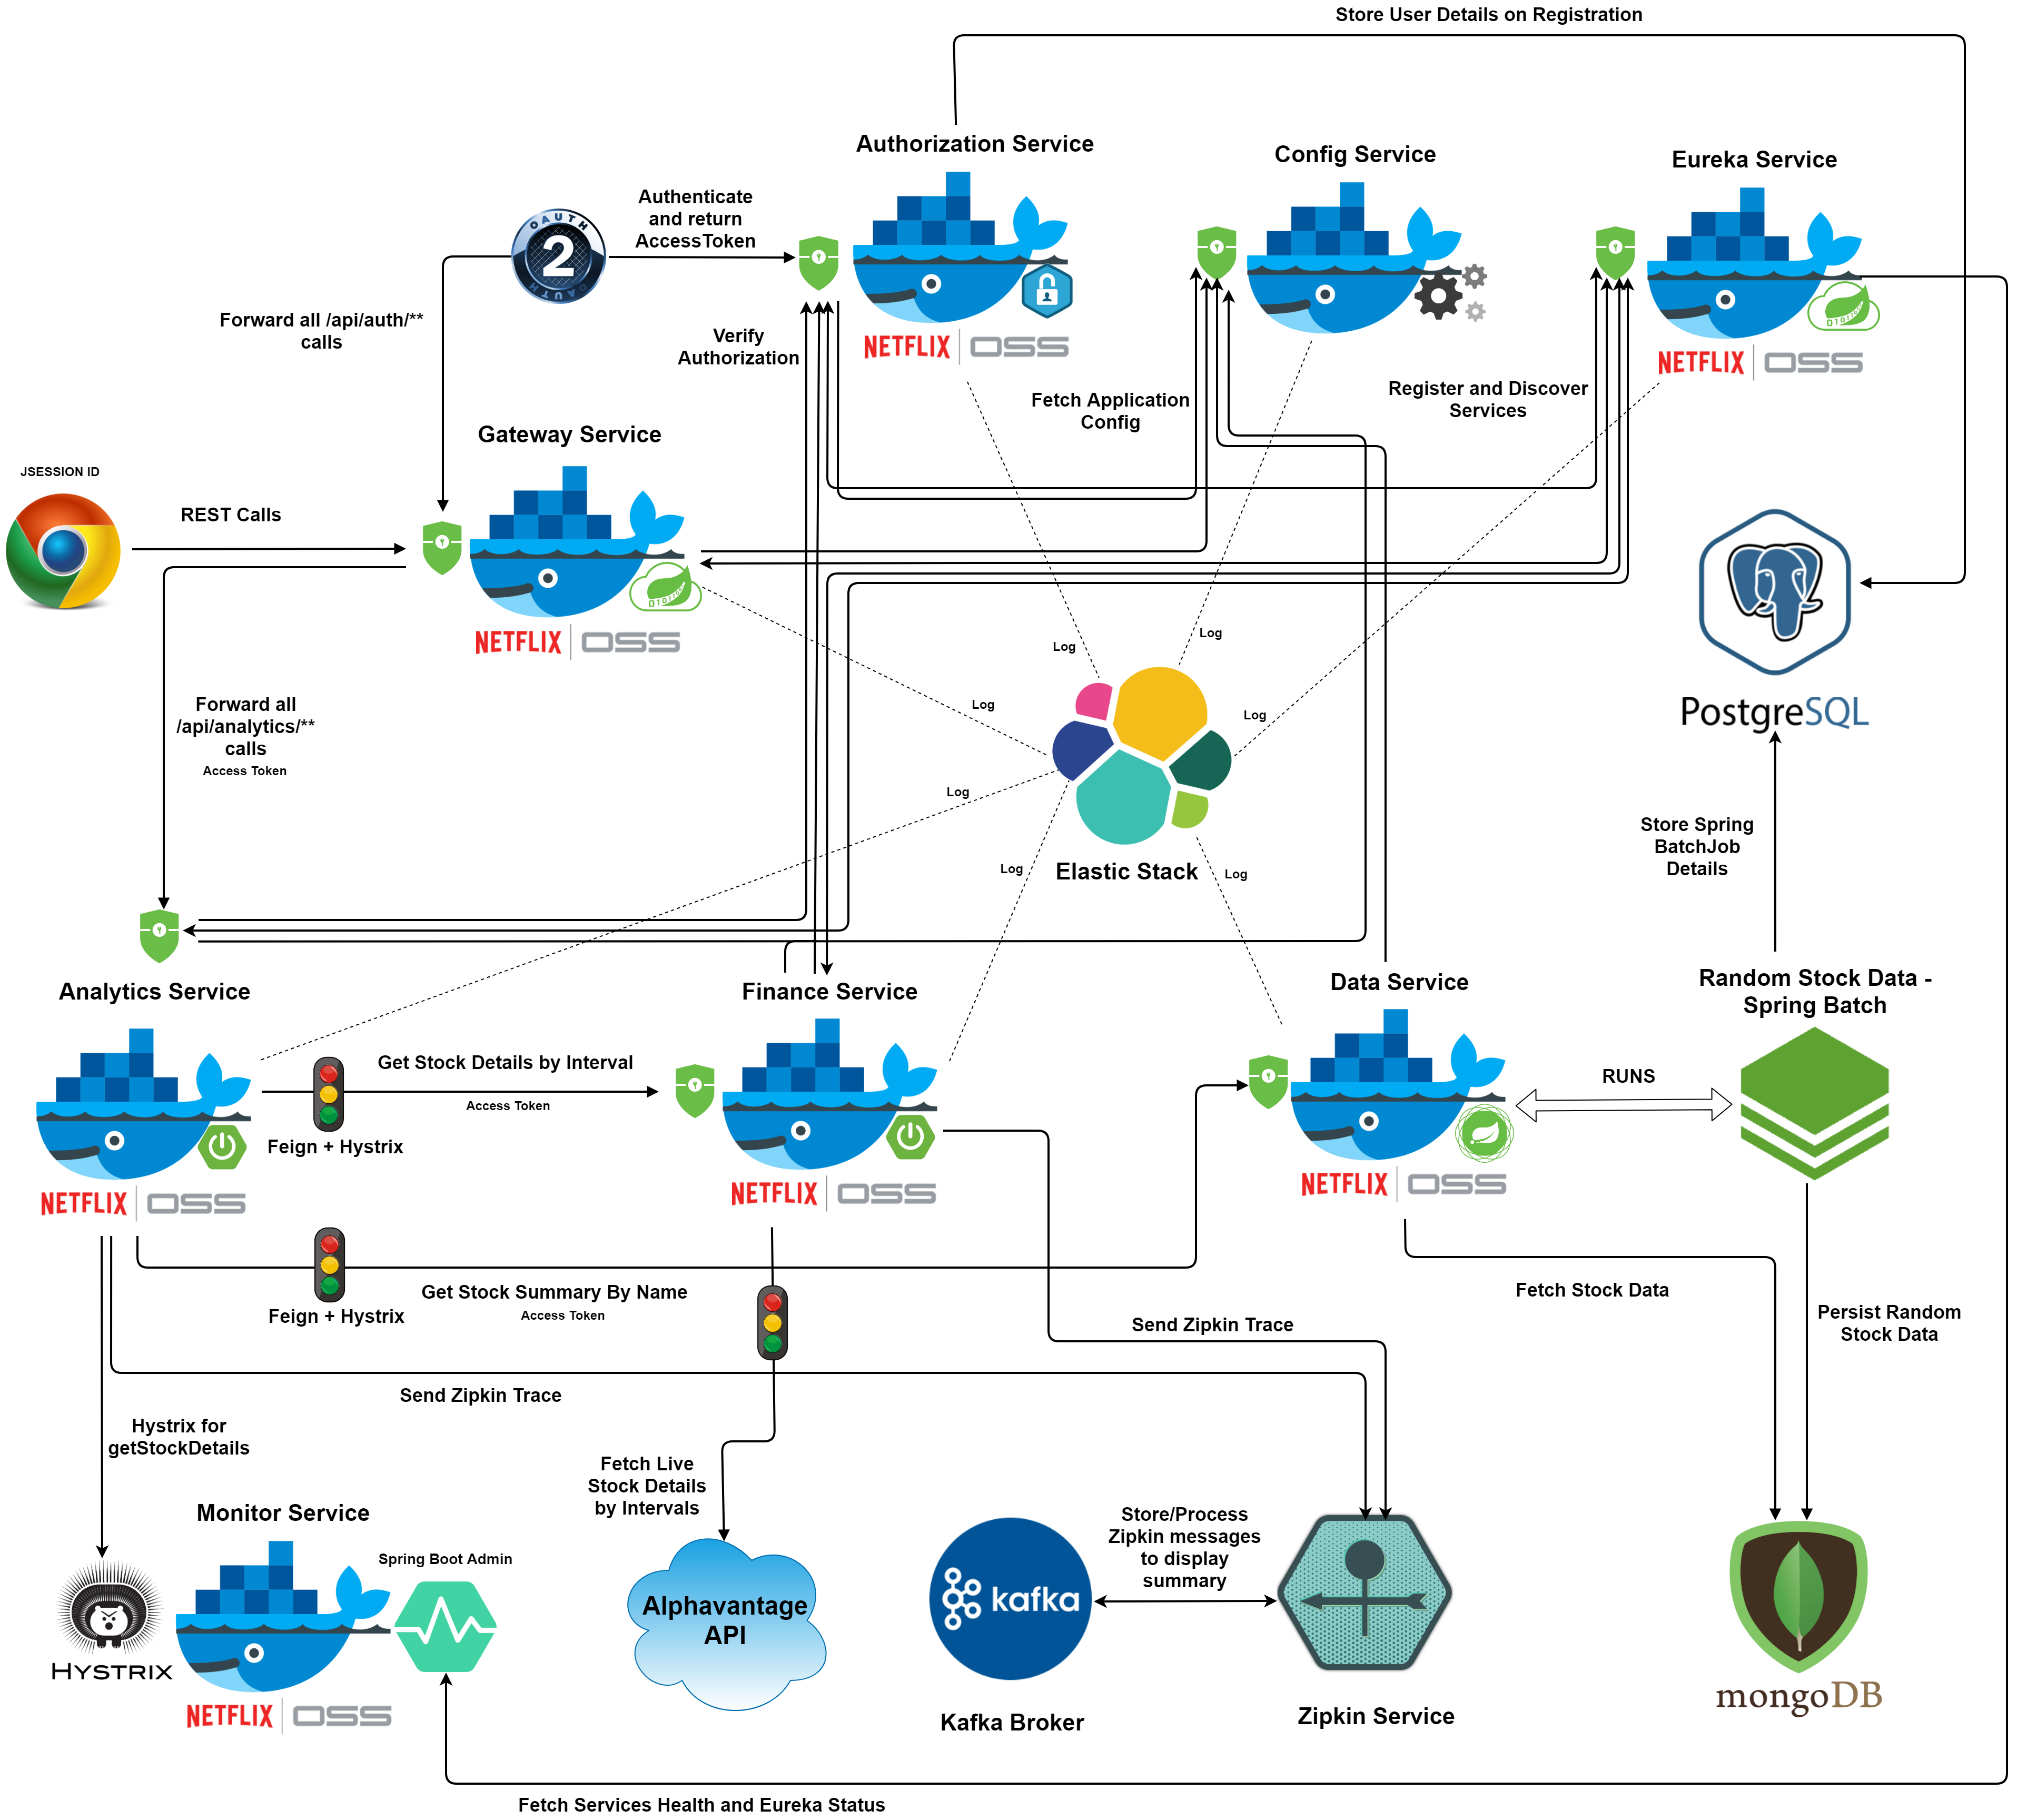 Store User Details on Registration
Authorization Service
Config Service
Eureka Service
Authenticate
and return
AccessToken
OAUTH
2
OAUTH
Forward all /api/auth/**
calls
Verify
Authorization
NETFLIX OSS
NETFLIX OSS
Fetch Application
Config
Register and Discover
Services
Gateway Service
JSESSION ID
REST Calls
NETFLIX OSS
Log
Log
Log
Log
Log
Log
Log
PostgreSQL
Forward all
/api/analytics/**
calls
Access Token
Elastic Stack
Store Spring
BatchJob
Details
Analytics Service
Finance Service
Data Service
Random Stock Data -
Spring Batch
Get Stock Details by Interval
Access Token
Feign + Hystrix
RUNS
NETFLIX OSS
NETFLIX OSS
NETFLIX OSS
Feign + Hystrix
Get Stock Summary By Name
Access Token
Fetch Stock Data
Send Zipkin Trace
Persist Random
Stock Data
Send Zipkin Trace
Hystrix for
getStockDetails
Fetch Live
Stock Details
by Intervals
Monitor Service
Spring Boot Admin
Store/Process
Zipkin messages
to display
summary
Alphavantage
API
kafka
HYSTRIX
NETFLIX OSS
mongoDB
Kafka Broker
Zipkin Service
Fetch Services Health and Eureka Status